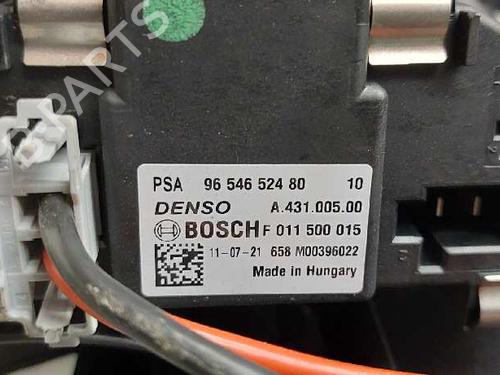 PSA 96 546 524 80 10
DENSO A.431.005.00
BOSCH F 011 500 015
11-07-21 658 M00396022
Made in Hungary